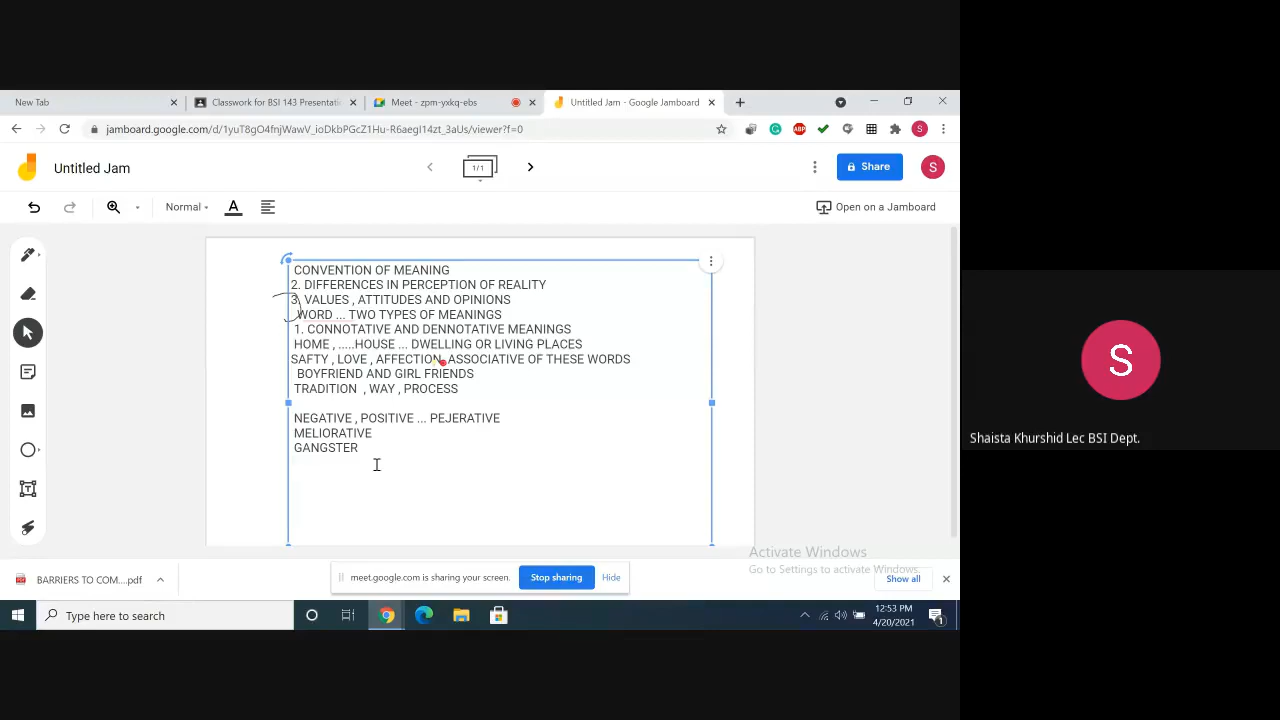 New Tab
Classwork for BSI 143 Presentati
Meet - zpm-yxkq-ebs
Untitled Jam - Google Jamboard
jamboard.google.com/d/1yuT8gO4fnjWawV_ioDkbPGcZ1Hu-R6aegI14zt_3aUs/viewer?f=0
ABP
S
Untitled Jam
1/1
Share
S
Normal
A
Open on a Jamboard
CONVENTION OF MEANING
2. DIFFERENCES IN PERCEPTION OF REALITY
3. VALUES , ATTITUDES AND OPINIONS
WORD ... TWO TYPES OF MEANINGS
1. CONNOTATIVE AND DENNOTATIVE MEANINGS
HOME , .....HOUSE ... DWELLING OR LIVING PLACES
SAFTY , LOVE , AFFECTION, ASSOCIATIVE OF THESE WORDS
BOYFRIEND AND GIRL FRIENDS
TRADITION , WAY , PROCESS
NEGATIVE , POSITIVE ... PEJERATIVE
MELIORATIVE
GANGSTER
S
Shaista Khurshid Lec BSI Dept.
Activate Windows
Go to Settings to activate Windows.
BARRIERS TO COM....pdf
meet.google.com is sharing your screen.
Stop sharing
Hide
Show all
Type here to search
12:53 PM
4/20/2021
1